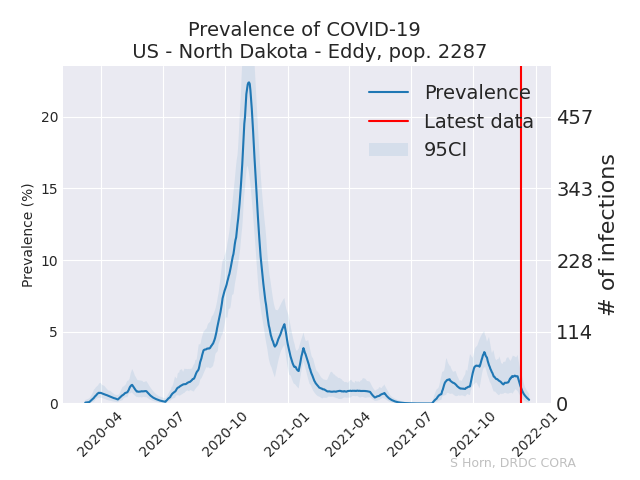 Prevalence of COVID-19
US - North Dakota - Eddy, pop. 2287
Prevalence
Latest data
95CI
Prevalence (%)
20
15
10
5
0
457
343
228
114
0
# of infections
2020-04
2020-07
2020-10
2021-01
2021-04
2021-07
2021-10
2022-01
S Horn, DRDC CORA